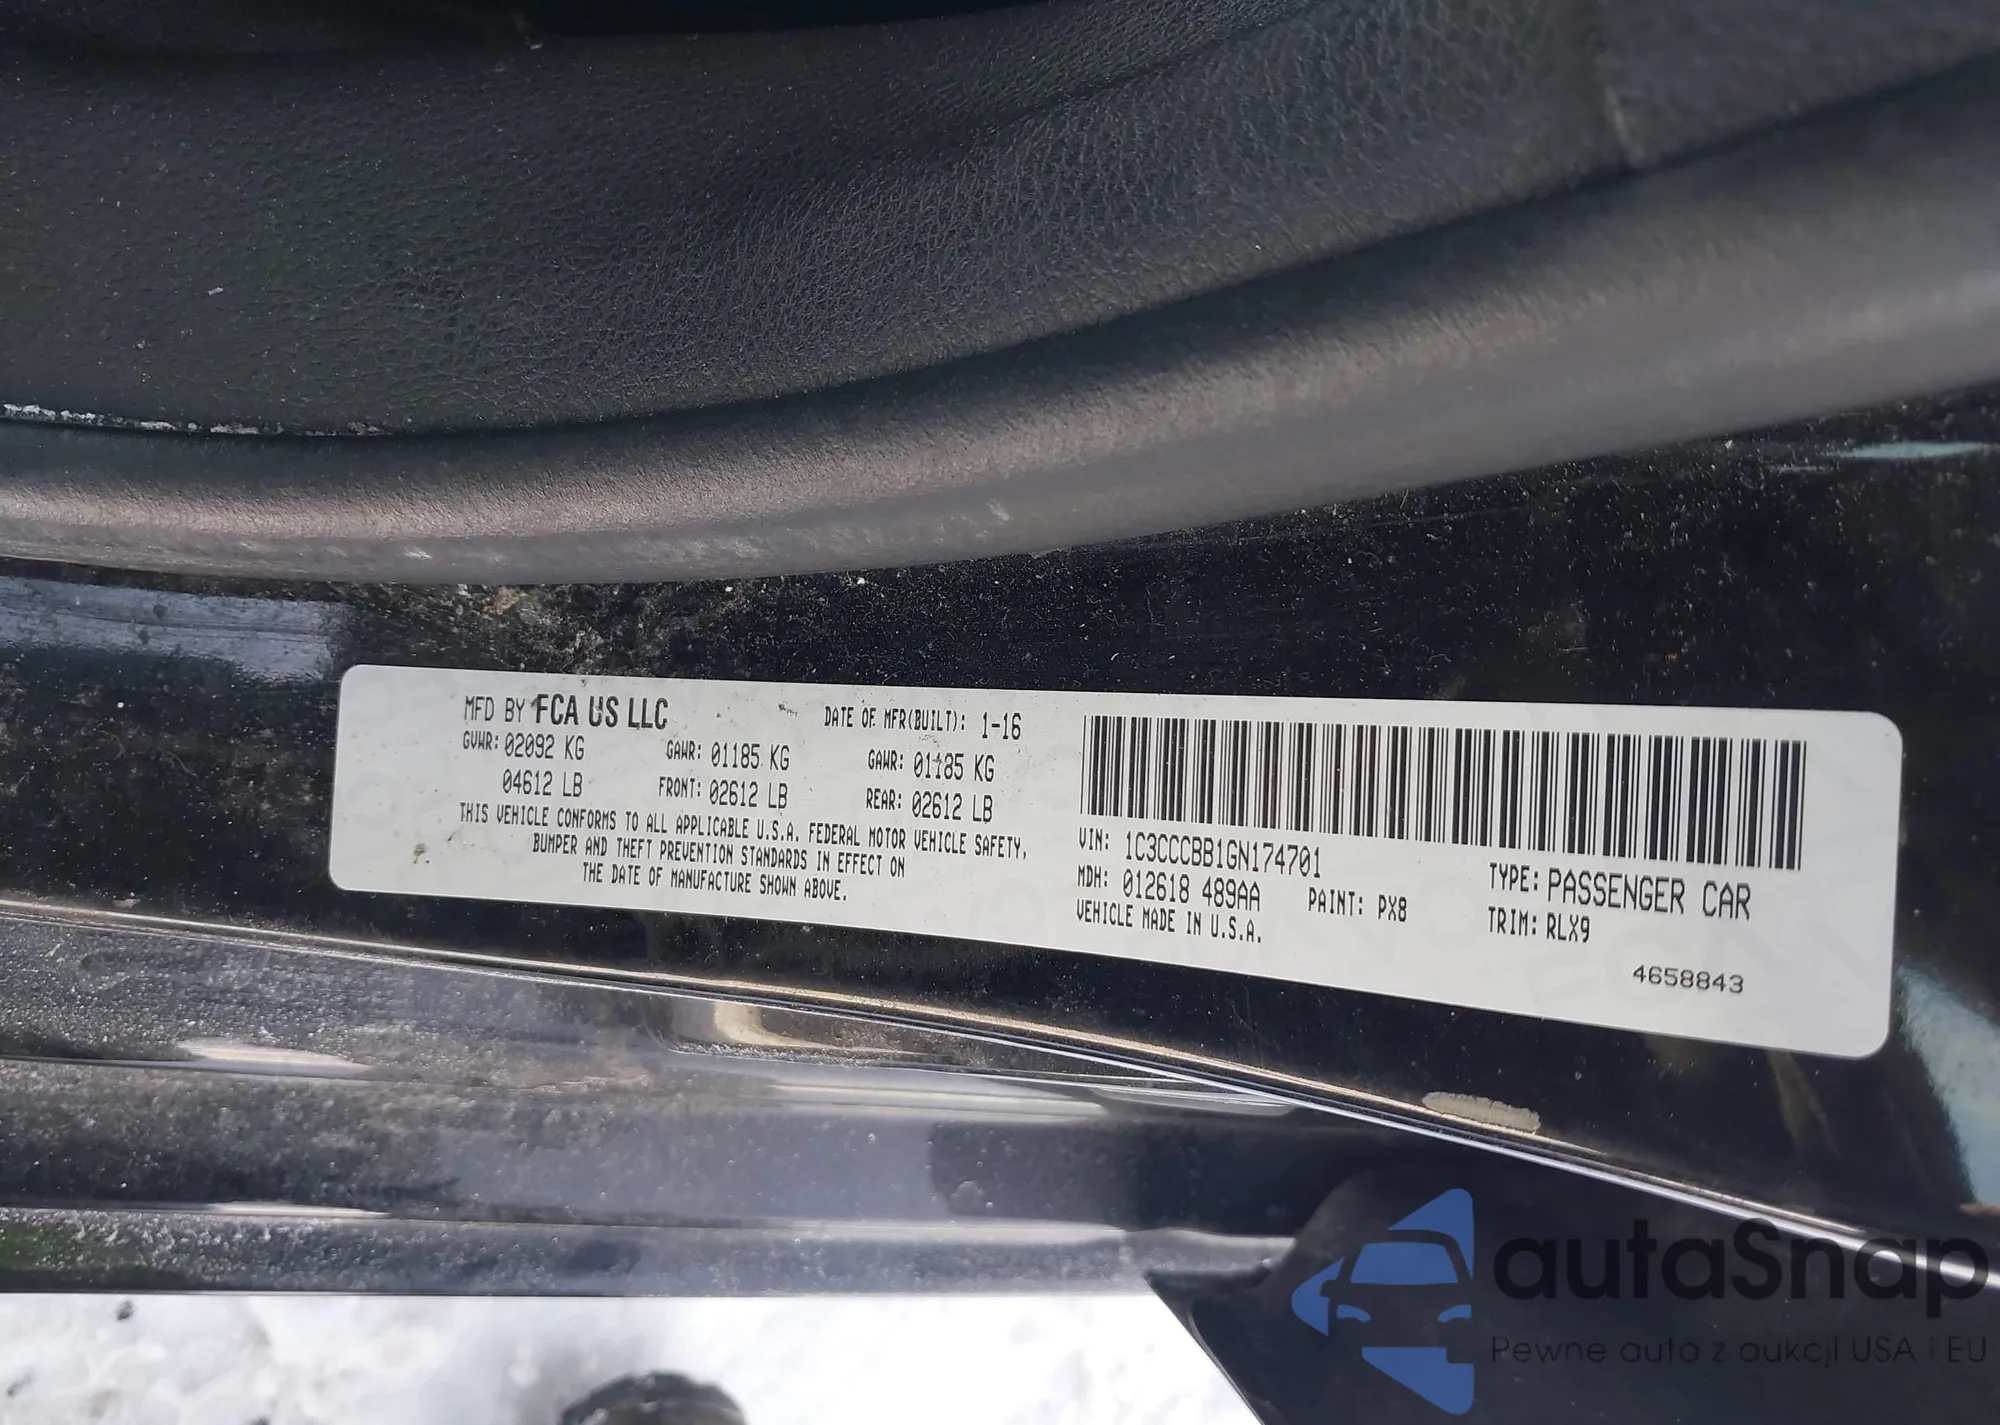 MFD BY FCA US LLC DATE OF MFR(BUILT): 1-16
GVWR: 02092 KG GAWR: 01185 KG GAWR: 01185 KG
04612 LB FRONT: 02612 LB REAR: 02612 LB
THIS VEHICLE CONFORMS TO ALL APPLICABLE U.S.A. FEDERAL MOTOR VEHICLE SAFETY,
BUMPER AND THEFT PREVENTION STANDARDS IN EFFECT ON
THE DATE OF MANUFACTURE SHOWN ABOVE.
VIN: 1C3CCCBB1GN174701 TYPE: PASSENGER CAR
MDH: 012618 489AA PAINT: PX8 TRIM: RLX9
VEHICLE MADE IN U.S.A.
4658843
autaSnap
Pewne auta z aukcji USA i EU